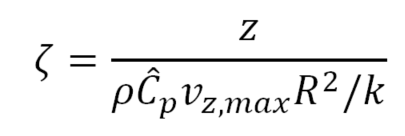 ζ = z / (ρĈ_p v_{z,max} R²/k)